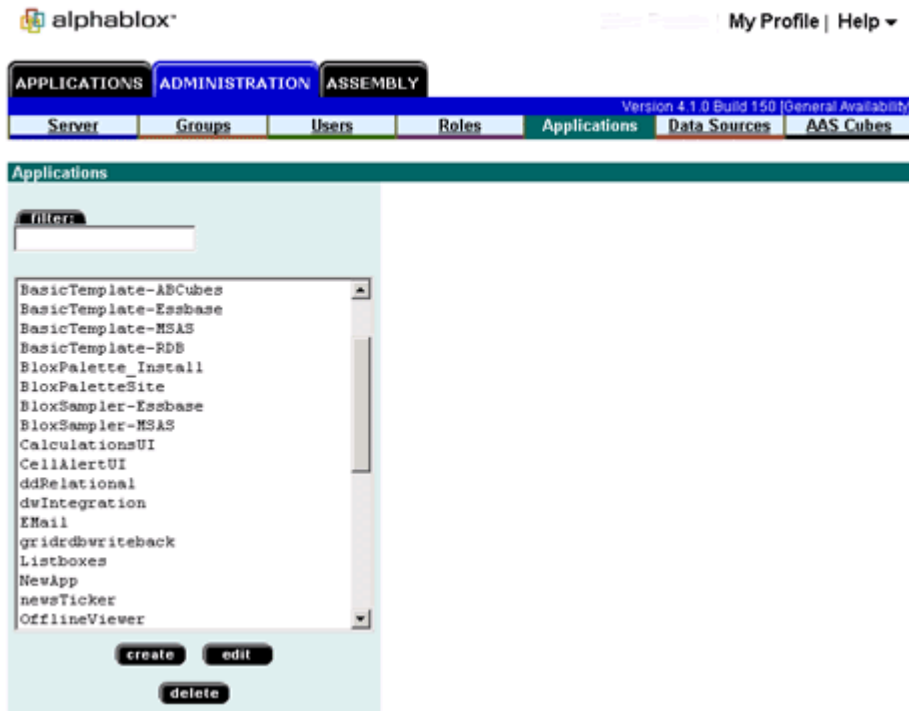 alphablox
My Profile | Help
APPLICATIONS ADMINISTRATION ASSEMBLY
Version 4.1.0 Build 150 [General Availability
Server Groups Users Roles Applications Data Sources AAS Cubes
Applications
filter:
BasicTemplate-ABCubes
BasicTemplate-Essbase
BasicTemplate-MSAS
BasicTemplate-RDB
BloxPalette_Install
BloxPaletteSite
BloxSampler-Essbase
BloxSampler-MSAS
CalculationsUI
CellAlertUI
ddRelational
dwIntegration
EMail
gridrdbwriteback
Listboxes
NewApp
newsTicker
OfflineViewer
create edit
delete